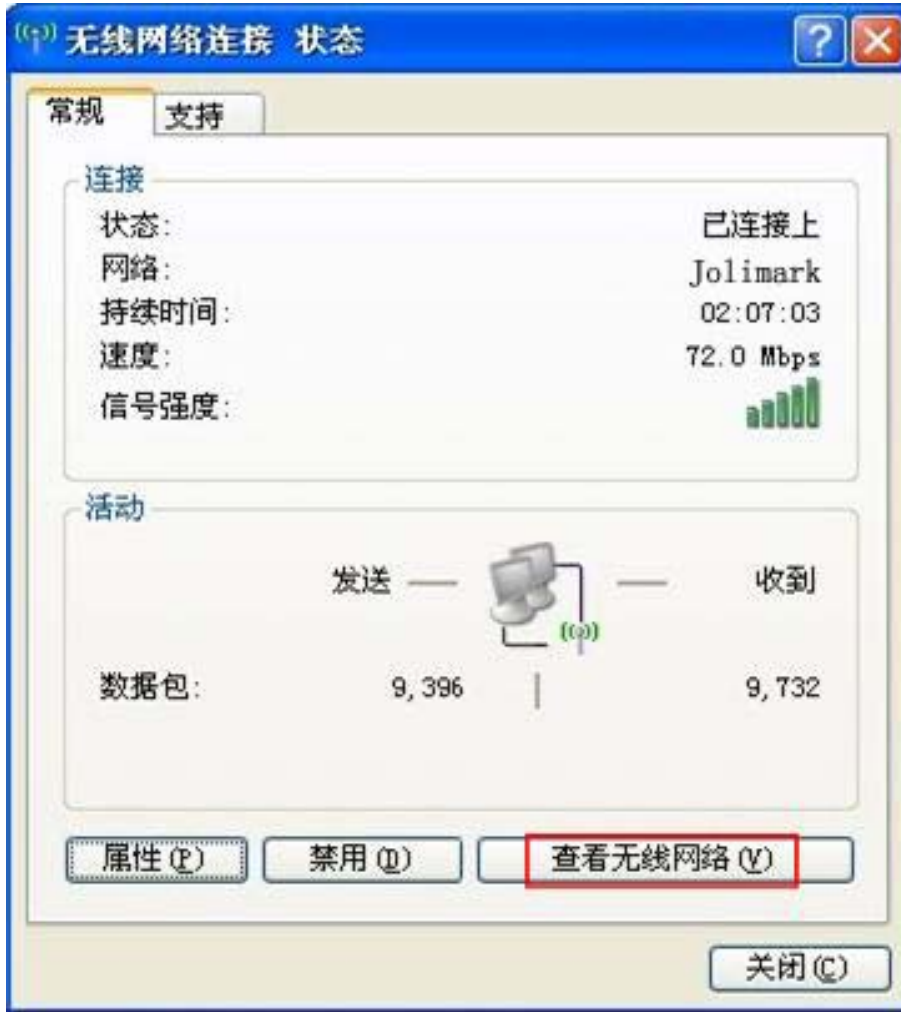 无线网络连接 状态
常规 支持
连接
状态: 已连接上
网络: Jolimark
持续时间: 02:07:03
速度: 72.0 Mbps
信号强度:
活动
发送 — — 收到
数据包: 9,396 | 9,732
属性(P) 禁用(D) 查看无线网络(V)
关闭(C)